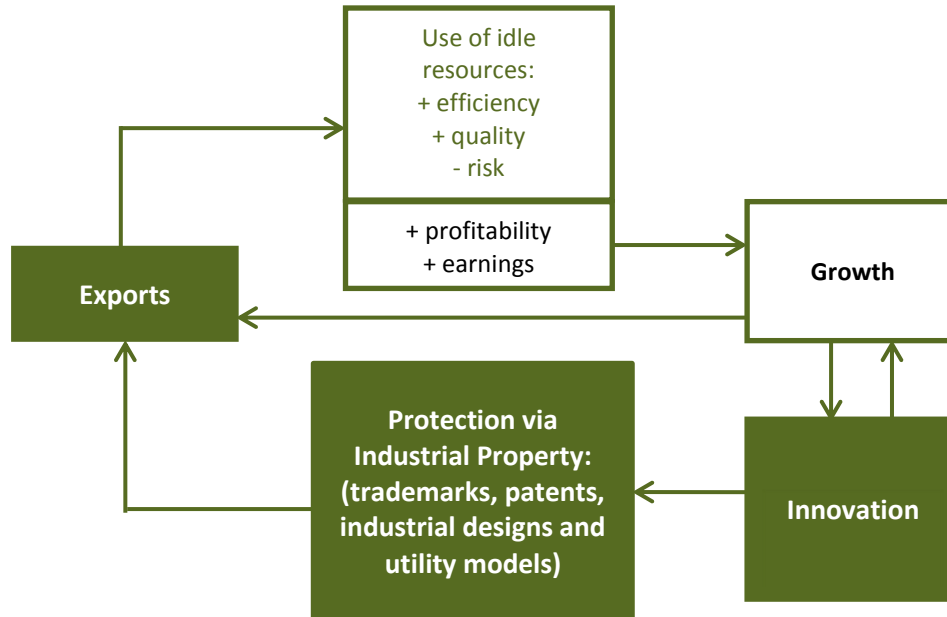 Use of idle
resources:
+ efficiency
+ quality
- risk
+ profitability
+ earnings
Growth
Exports
Protection via
Industrial Property:
(trademarks, patents,
industrial designs and
utility models)
Innovation